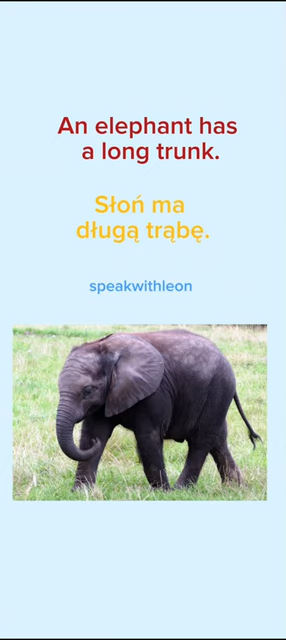 An elephant has
a long trunk.
Słoń ma
długą trąbę.
speakwithleon